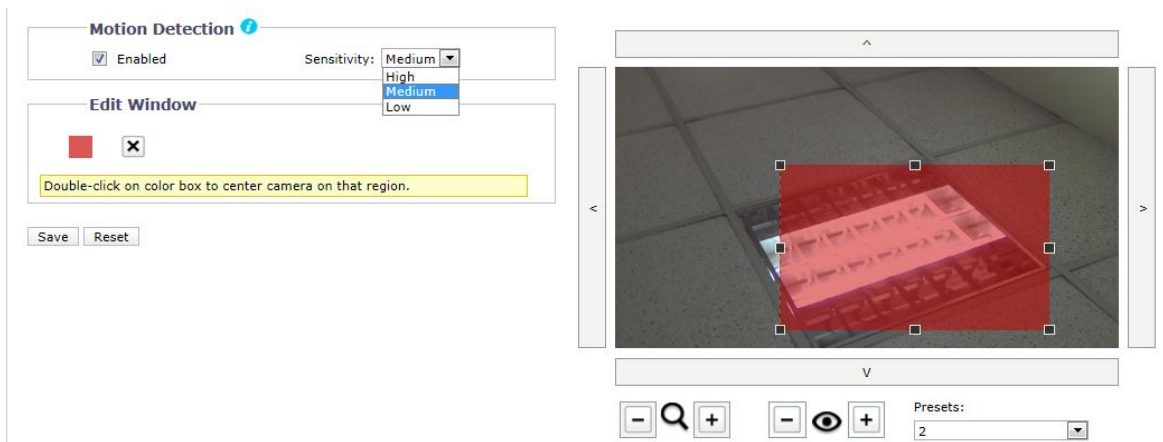 Motion Detection i
Enabled Sensitivity: Medium
High
Medium
Low
Edit Window
Double-click on color box to center camera on that region.
Save Reset
^
<
>
V
Presets:
2